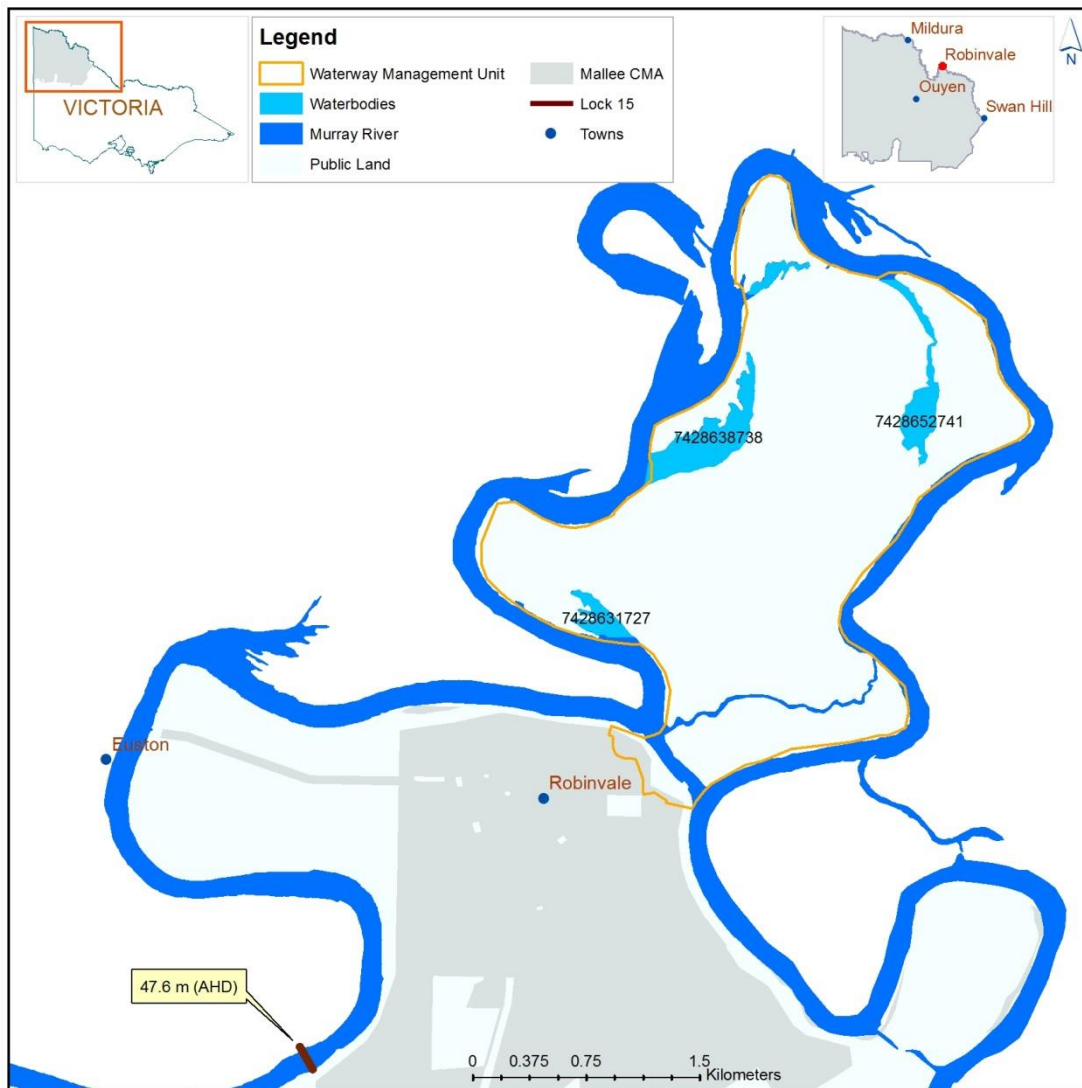 VICTORIA
Legend
Waterway Management Unit
Waterbodies
Murray River
Public Land
Mallee CMA
Lock 15
Towns
Mildura
Robinvale
Ouyen
Swan Hill
N
7428638738
7428652741
7428631727
Euston
Robinvale
47.6 m (AHD)
0 0.375 0.75 1.5
Kilometers